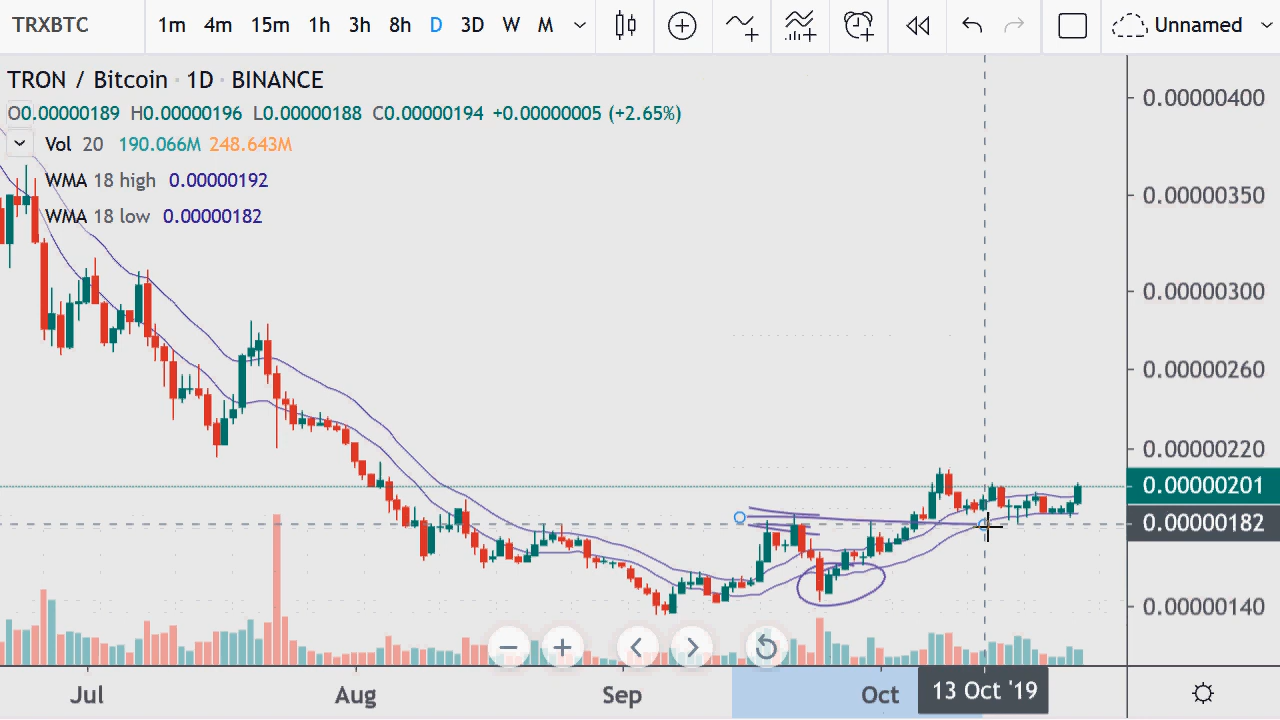 TRXBTC 1m 4m 15m 1h 3h 8h D 3D W M Unnamed
TRON / Bitcoin · 1D · BINANCE
O0.00000189 H0.00000196 L0.00000188 C0.00000194 +0.00000005 (+2.65%)
Vol 20 190.066M 248.643M
WMA 18 high 0.00000192
WMA 18 low 0.00000182
0.00000400
0.00000350
0.00000300
0.00000260
0.00000220
0.00000201
0.00000182
0.00000140
Jul Aug Sep Oct 13 Oct '19